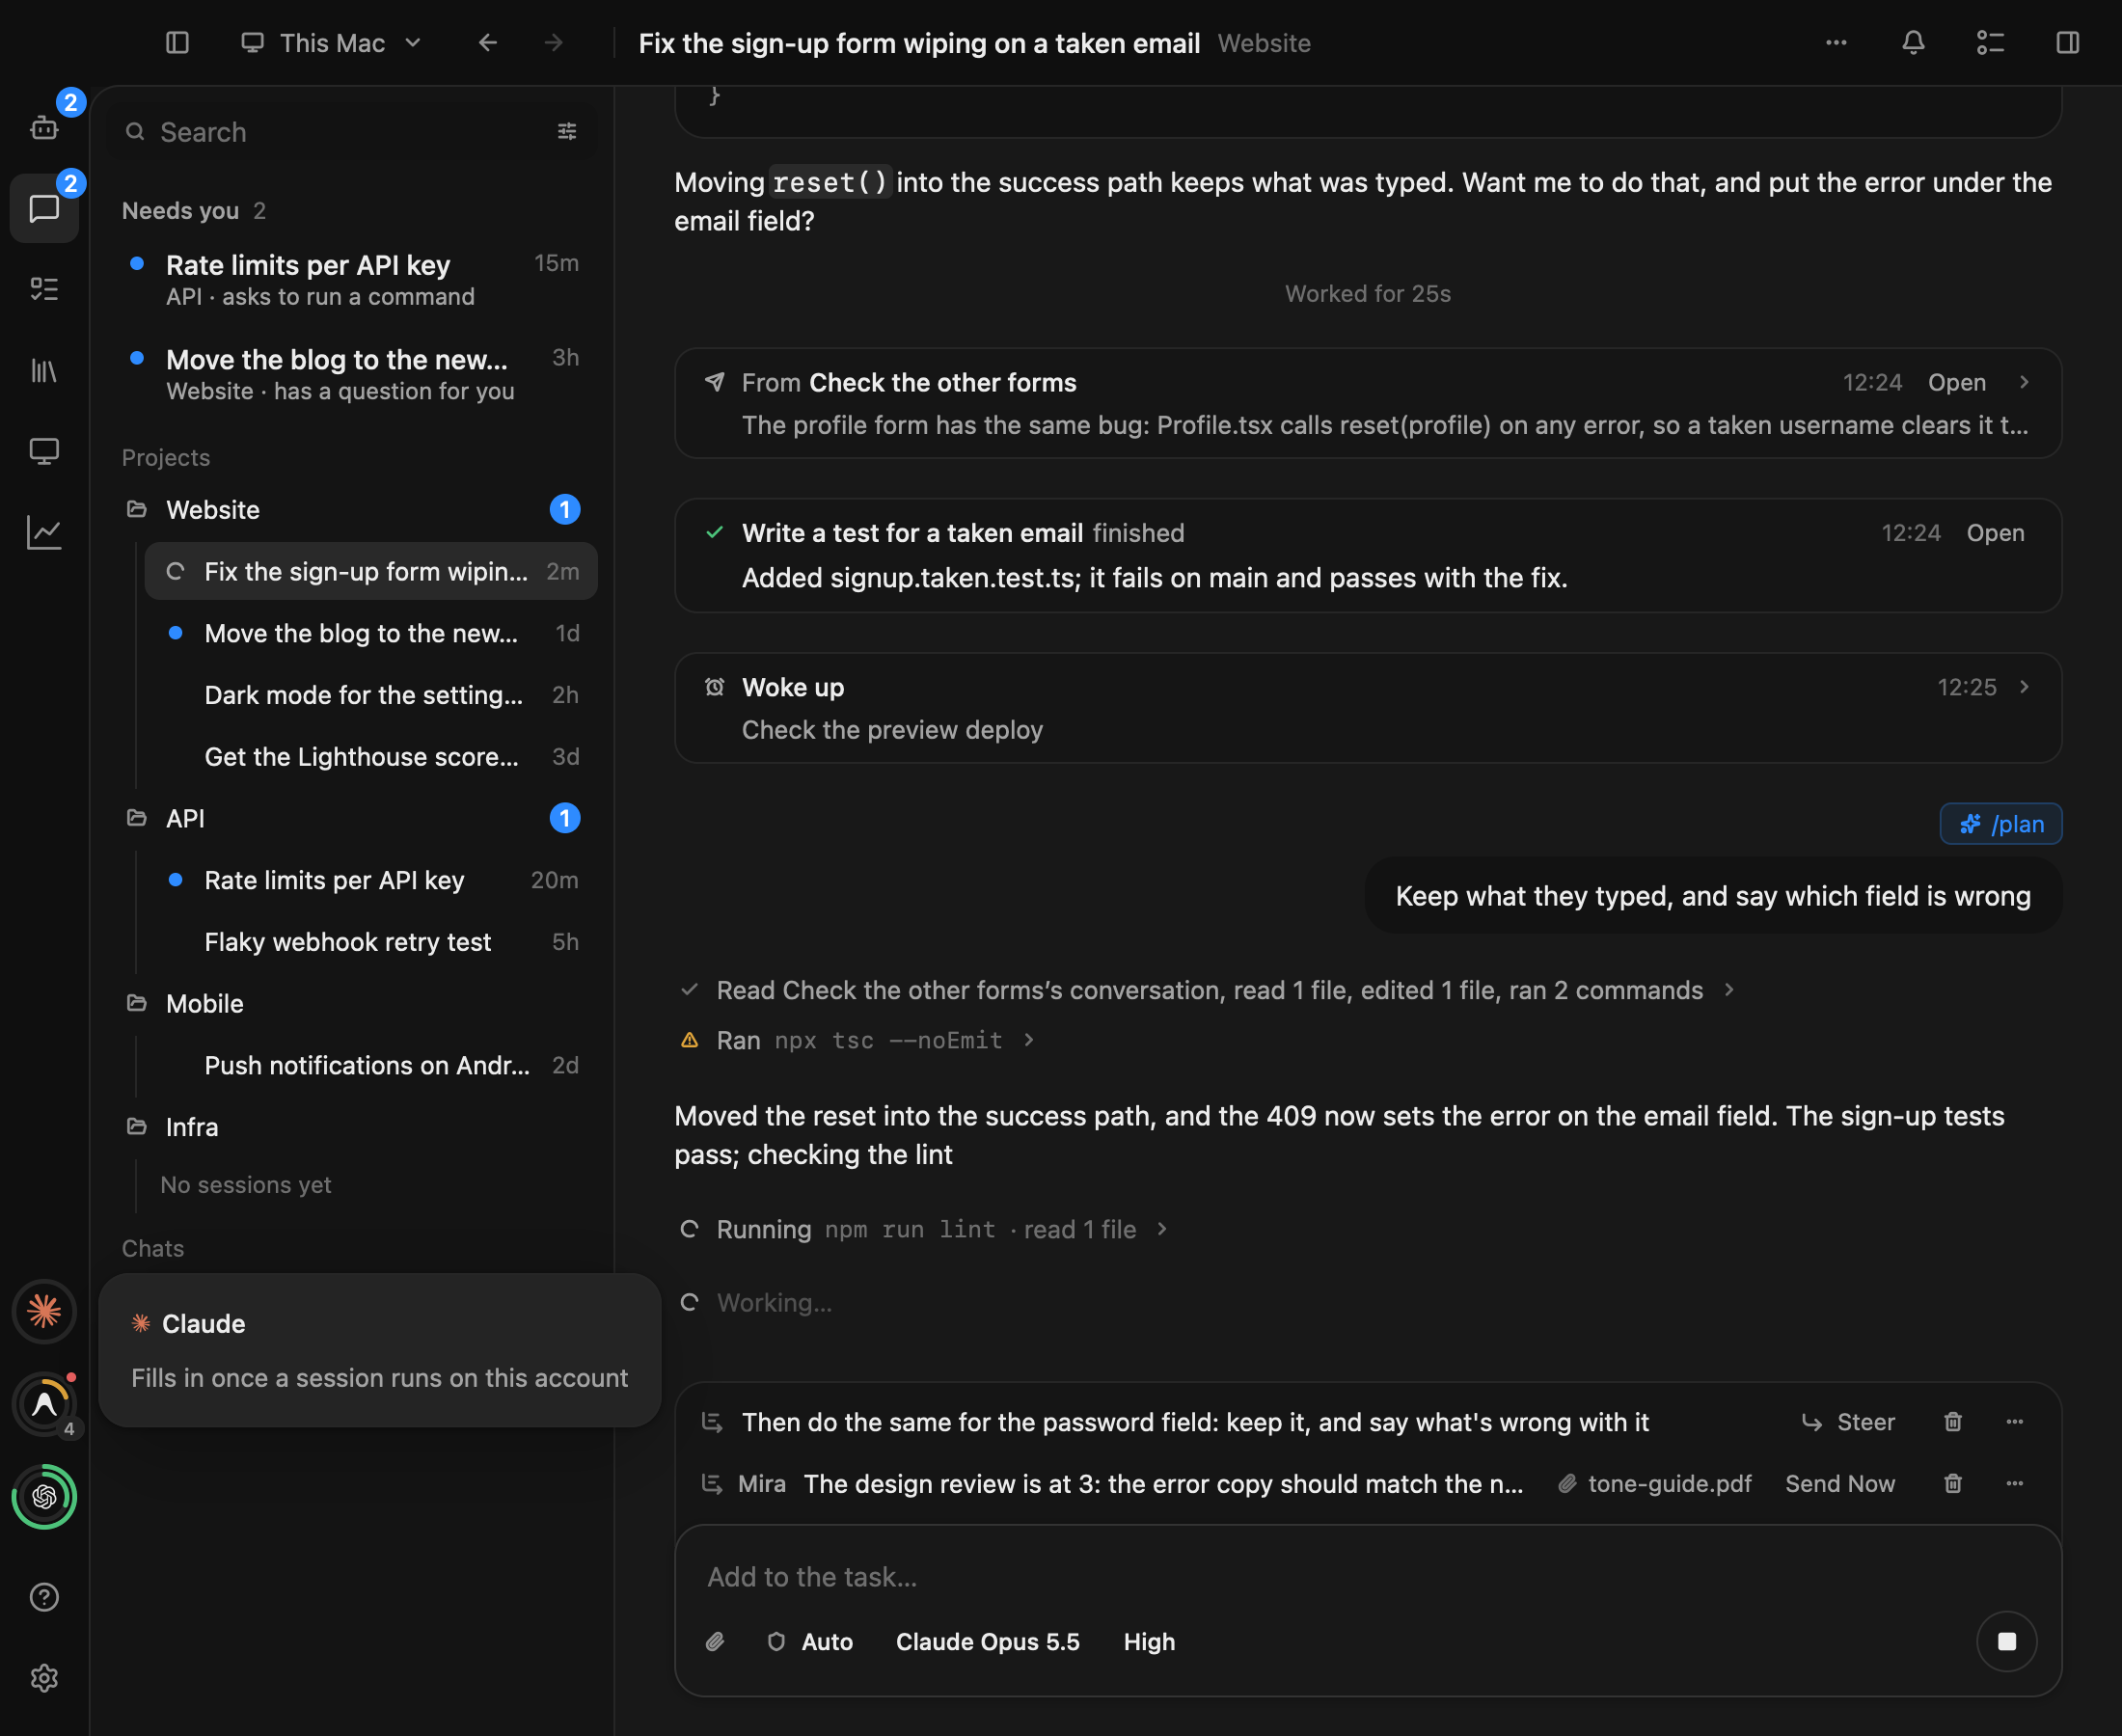 This Mac
Fix the sign-up form wiping on a taken email Website
2
2
Search
Needs you 2
Rate limits per API key 15m
API · asks to run a command
Move the blog to the new... 3h
Website · has a question for you
Projects
Website 1
Fix the sign-up form wipin... 2m
Move the blog to the new... 1d
Dark mode for the setting... 2h
Get the Lighthouse score... 3d
API 1
Rate limits per API key 20m
Flaky webhook retry test 5h
Mobile
Push notifications on Andr... 2d
Infra
No sessions yet
Chats
Claude
Fills in once a session runs on this account
4
}
Moving reset() into the success path keeps what was typed. Want me to do that, and put the error under the
email field?
Worked for 25s
From Check the other forms 12:24 Open
The profile form has the same bug: Profile.tsx calls reset(profile) on any error, so a taken username clears it t...
Write a test for a taken email finished 12:24 Open
Added signup.taken.test.ts; it fails on main and passes with the fix.
Woke up 12:25
Check the preview deploy
/plan
Keep what they typed, and say which field is wrong
Read Check the other forms’s conversation, read 1 file, edited 1 file, ran 2 commands
Ran npx tsc --noEmit
Moved the reset into the success path, and the 409 now sets the error on the email field. The sign-up tests
pass; checking the lint
Running npm run lint · read 1 file
Working...
Then do the same for the password field: keep it, and say what's wrong with it Steer
Mira The design review is at 3: the error copy should match the n... tone-guide.pdf Send Now
Add to the task...
Auto Claude Opus 5.5 High